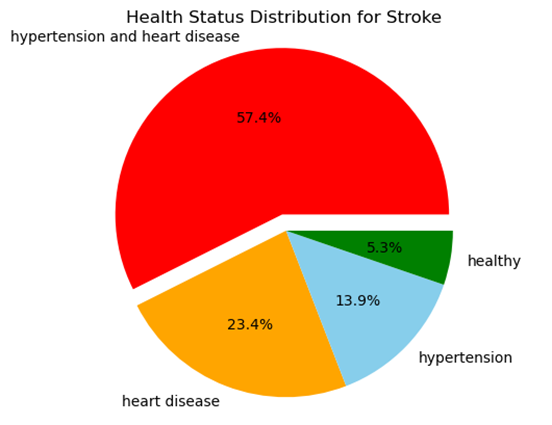 Health Status Distribution for Stroke
hypertension and heart disease
57.4%
5.3%
healthy
13.9%
23.4%
hypertension
heart disease